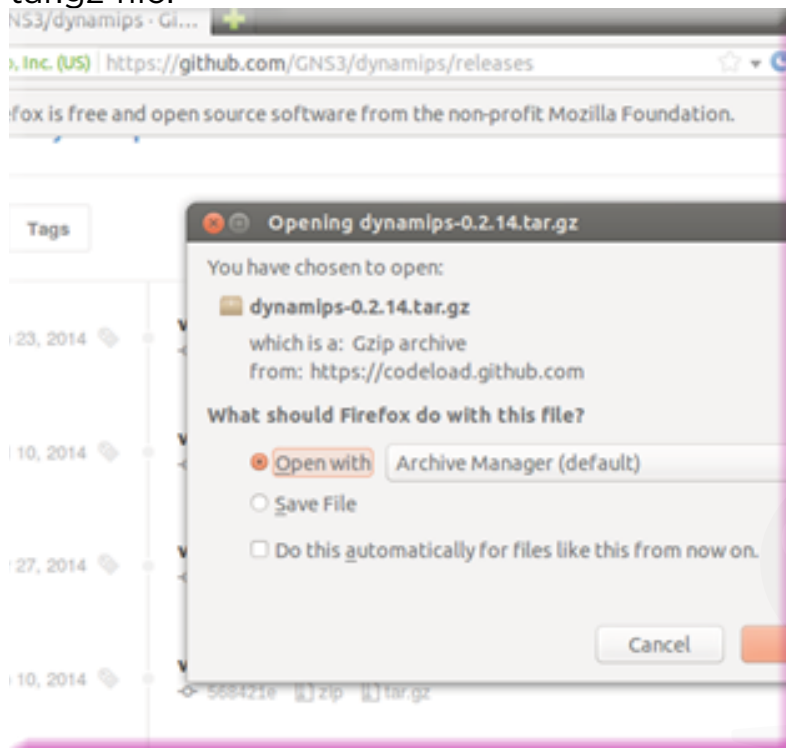 NS3/dynamips · Gi...
, Inc. (US) https://github.com/GNS3/dynamips/releases
efox is free and open source software from the non-profit Mozilla Foundation.
Tags
Opening dynamips-0.2.14.tar.gz
You have chosen to open:
dynamips-0.2.14.tar.gz
which is a: Gzip archive
from: https://codeload.github.com
23, 2014
What should Firefox do with this file?
10, 2014
Open with Archive Manager (default)
Save File
27, 2014
Do this automatically for files like this from now on.
Cancel
10, 2014
568421e zip tar.gz